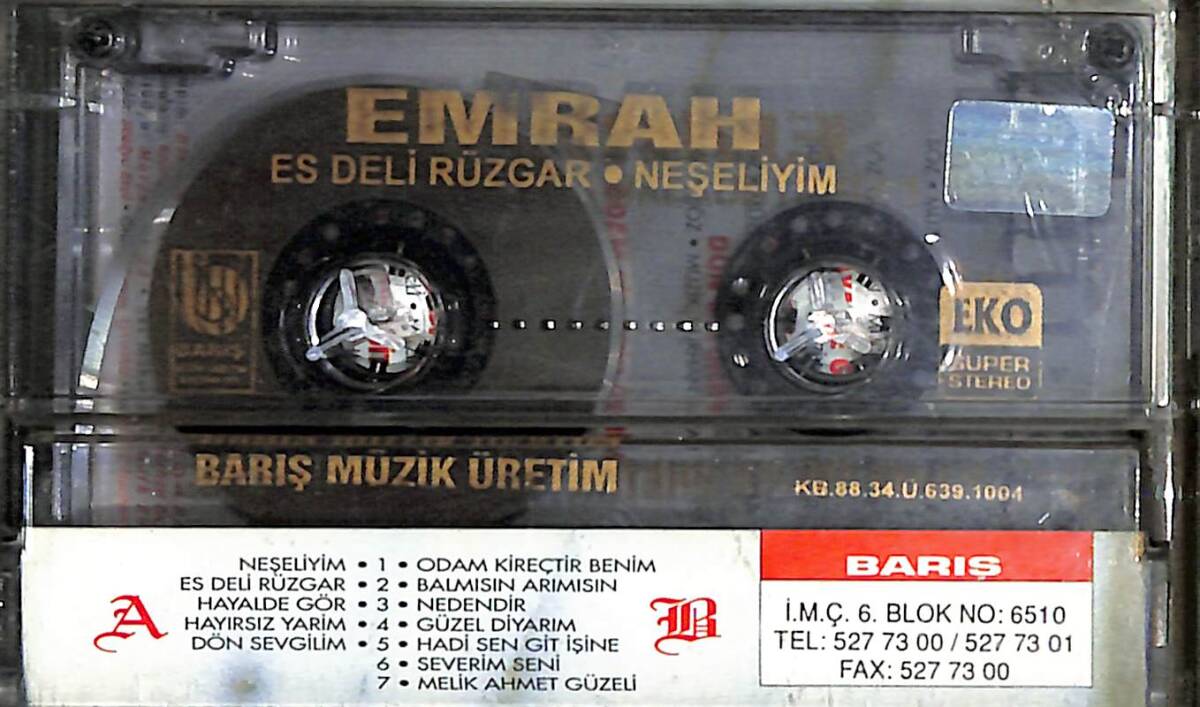 EMRAH
ES DELİ RÜZGAR • NEŞELİYİM
BARIŞ
EKO
SUPER
STEREO
BARIŞ MÜZİK ÜRETİM
KB.88.34.Ü.639.1004
NEŞELİYİM • 1 • ODAM KİREÇTİR BENİM
ES DELİ RÜZGAR • 2 • BALMISIN ARIMISIN
HAYALDE GÖR • 3 • NEDENDİR
HAYIRSIZ YARİM • 4 • GÜZEL DİYARIM
DÖN SEVGİLİM • 5 • HADİ SEN GİT İŞİNE
6 • SEVERİM SENİ
7 • MELİK AHMET GÜZELİ
A
B
BARIŞ
İ.M.Ç. 6. BLOK NO: 6510
TEL: 527 73 00 / 527 73 01
FAX: 527 73 00